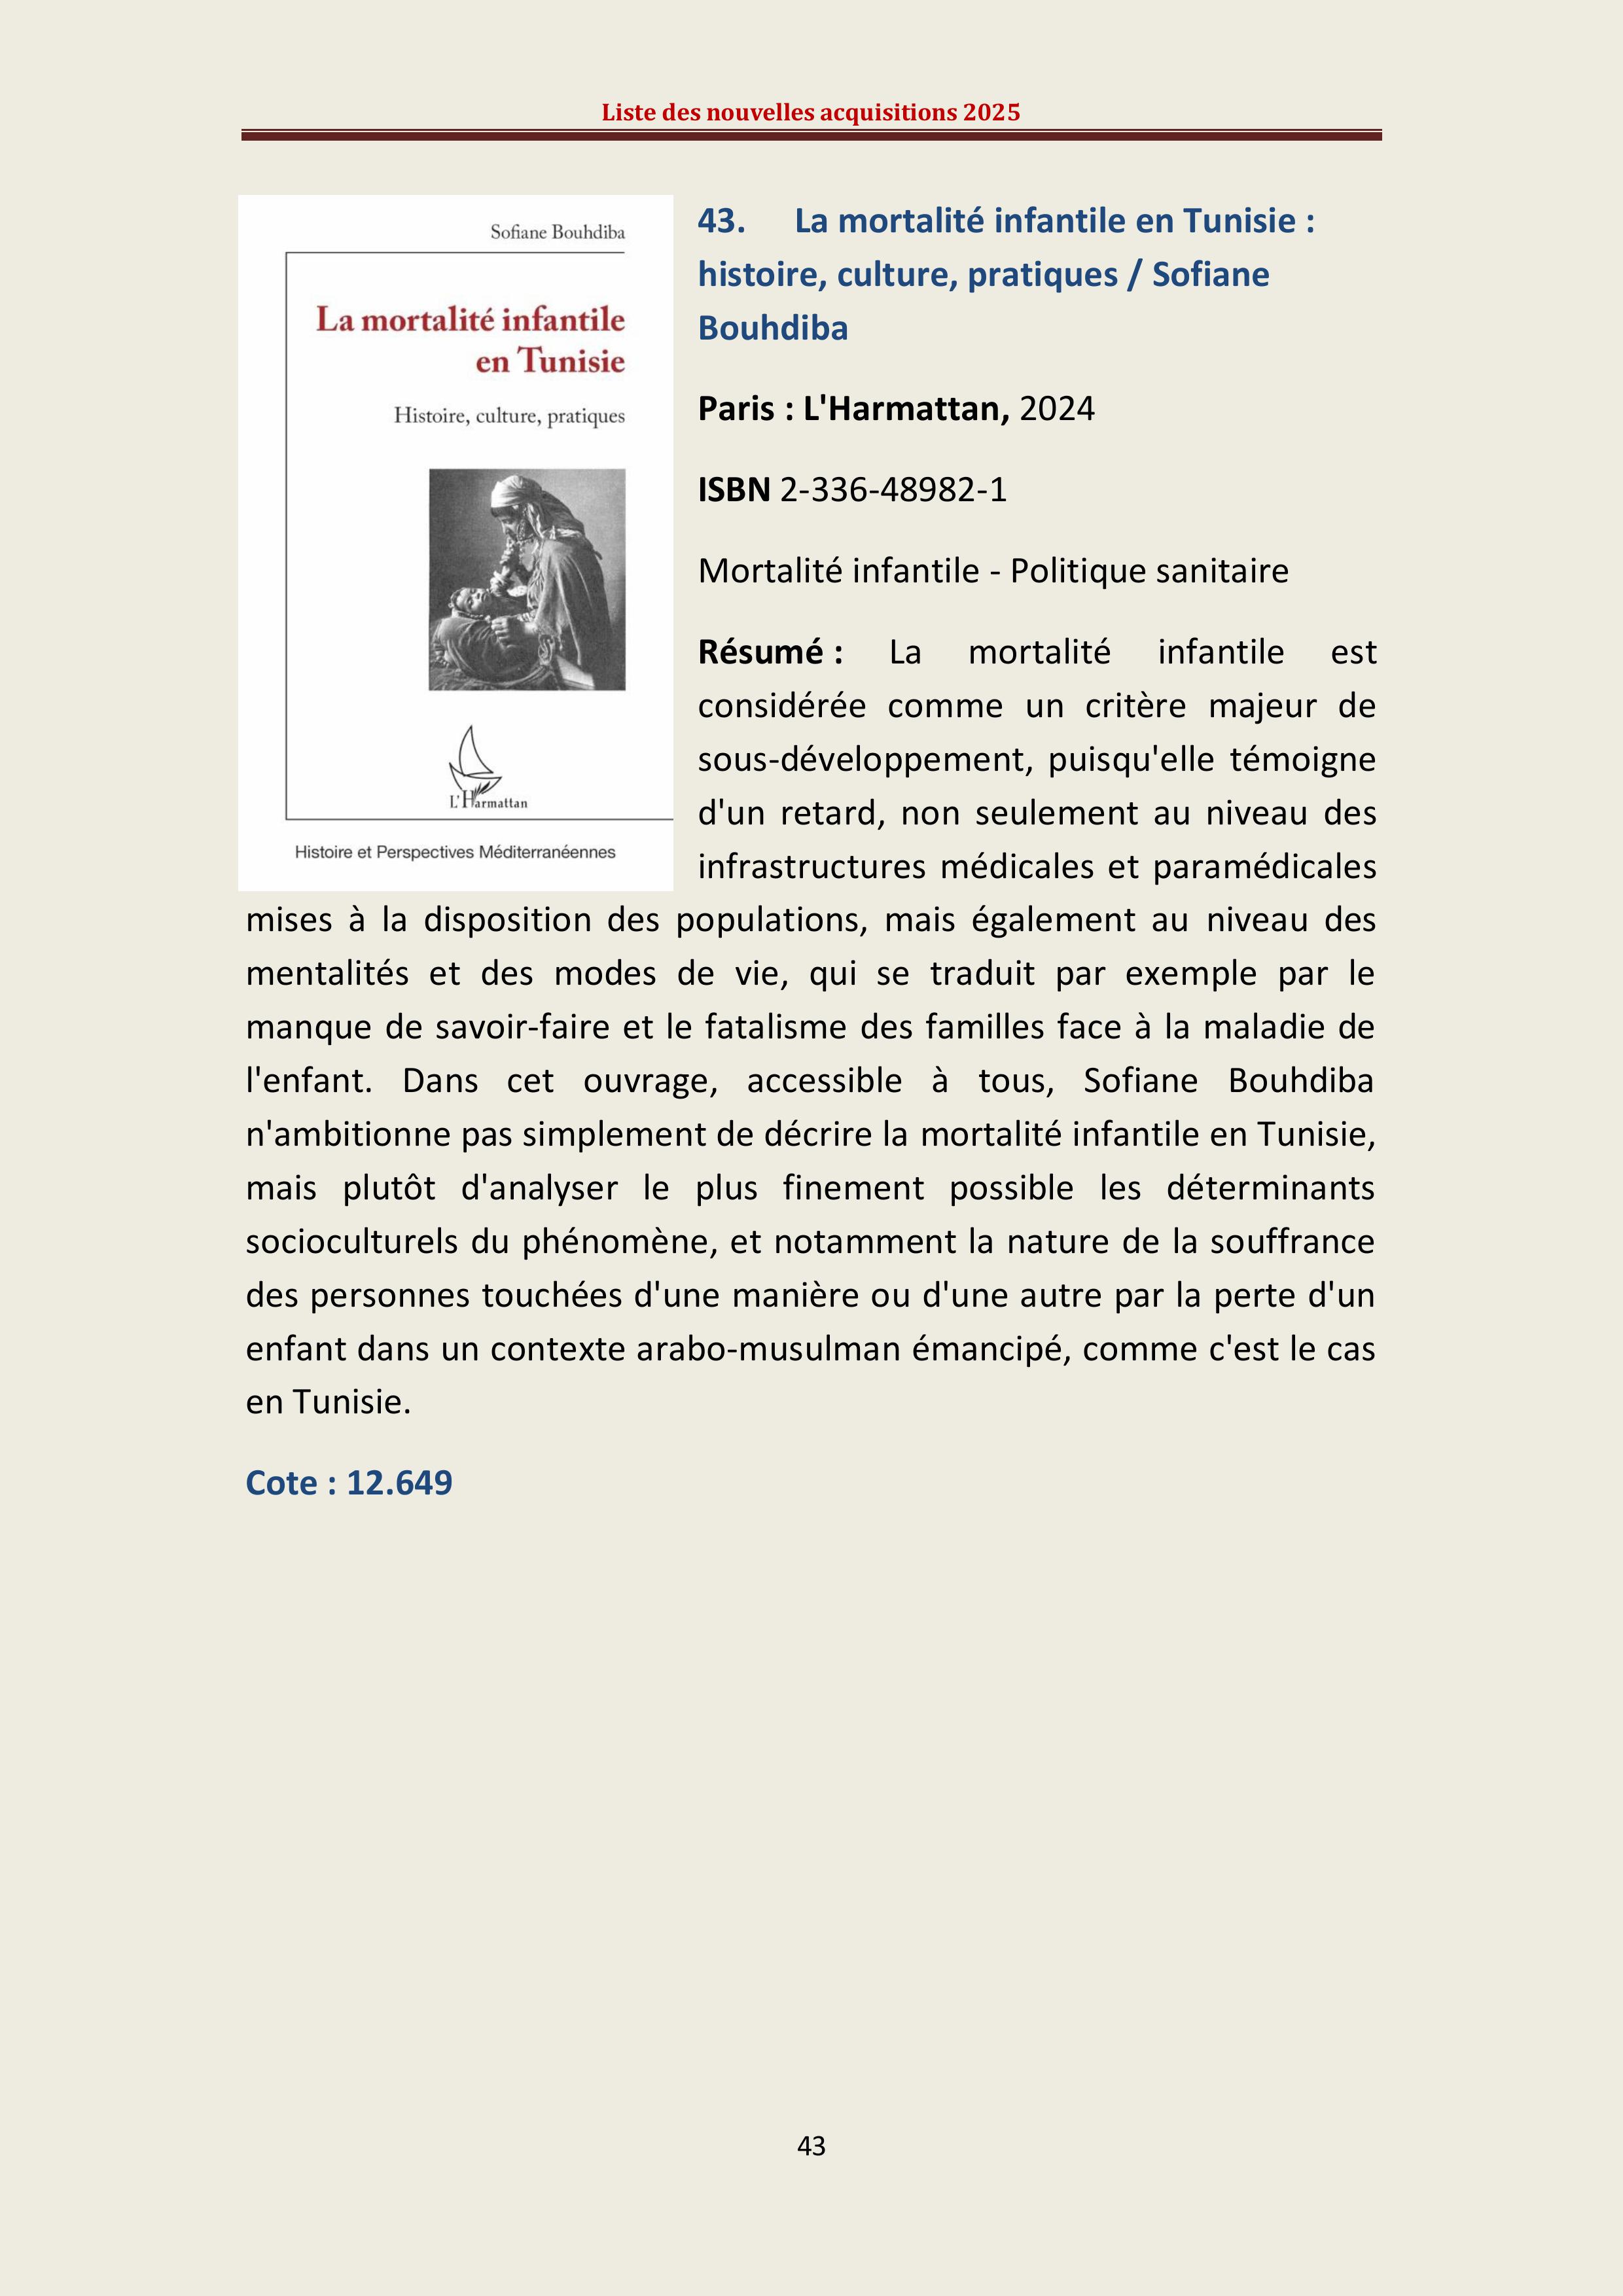 Liste des nouvelles acquisitions 2025
Sofiane Bouhdiba
La mortalité infantile
en Tunisie
Histoire, culture, pratiques
L'Harmattan
Histoire et Perspectives Méditerranéennes
43. La mortalité infantile en Tunisie :
histoire, culture, pratiques / Sofiane
Bouhdiba
Paris : L'Harmattan, 2024
ISBN 2-336-48982-1
Mortalité infantile - Politique sanitaire
Résumé : La mortalité infantile est
considérée comme un critère majeur de
sous-développement, puisqu'elle témoigne
d'un retard, non seulement au niveau des
infrastructures médicales et paramédicales
mises à la disposition des populations, mais également au niveau des
mentalités et des modes de vie, qui se traduit par exemple par le
manque de savoir-faire et le fatalisme des familles face à la maladie de
l'enfant. Dans cet ouvrage, accessible à tous, Sofiane Bouhdiba
n'ambitionne pas simplement de décrire la mortalité infantile en Tunisie,
mais plutôt d'analyser le plus finement possible les déterminants
socioculturels du phénomène, et notamment la nature de la souffrance
des personnes touchées d'une manière ou d'une autre par la perte d'un
enfant dans un contexte arabo-musulman émancipé, comme c'est le cas
en Tunisie.
Cote : 12.649
43